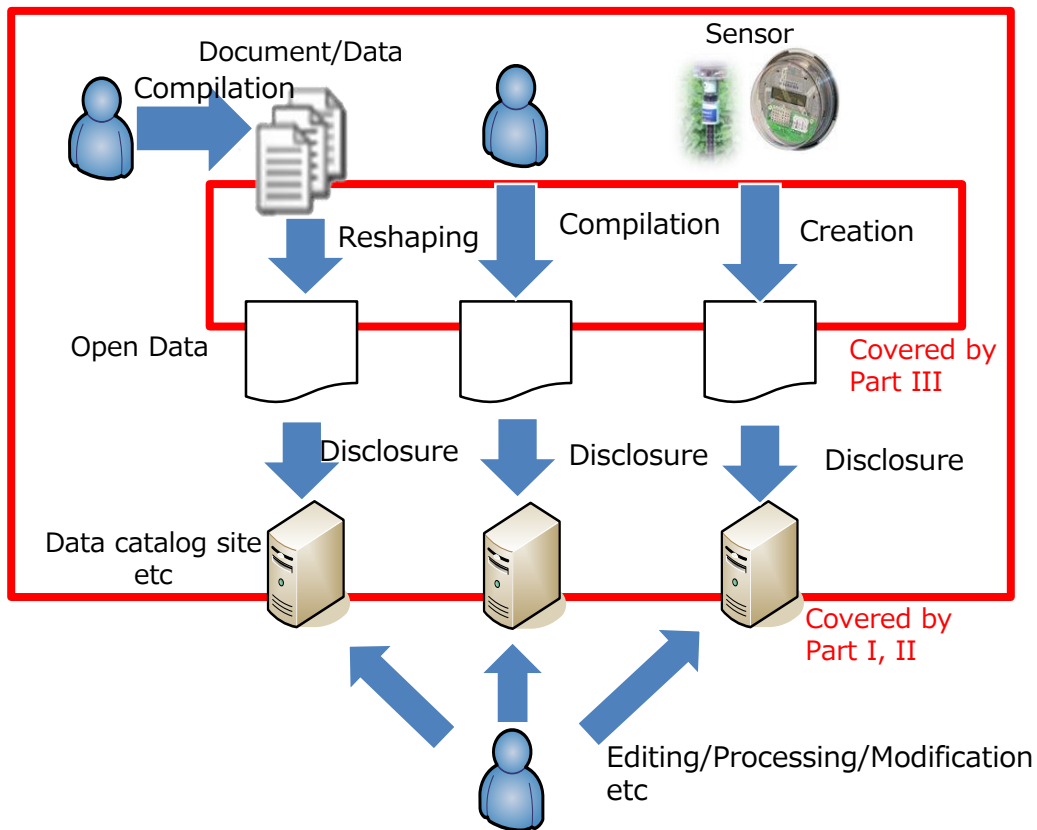 Sensor
Document/Data
Compilation
Reshaping
Compilation
Creation
Open Data
Covered by
Part III
Disclosure
Disclosure
Disclosure
Data catalog site
etc
Covered by
Part I, II
Editing/Processing/Modification
etc